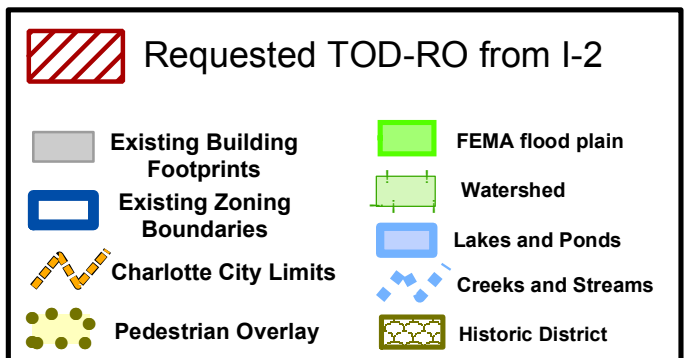 Requested TOD-RO from I-2
Existing Building
Footprints
Existing Zoning
Boundaries
Charlotte City Limits
Pedestrian Overlay
FEMA flood plain
Watershed
Lakes and Ponds
Creeks and Streams
Historic District